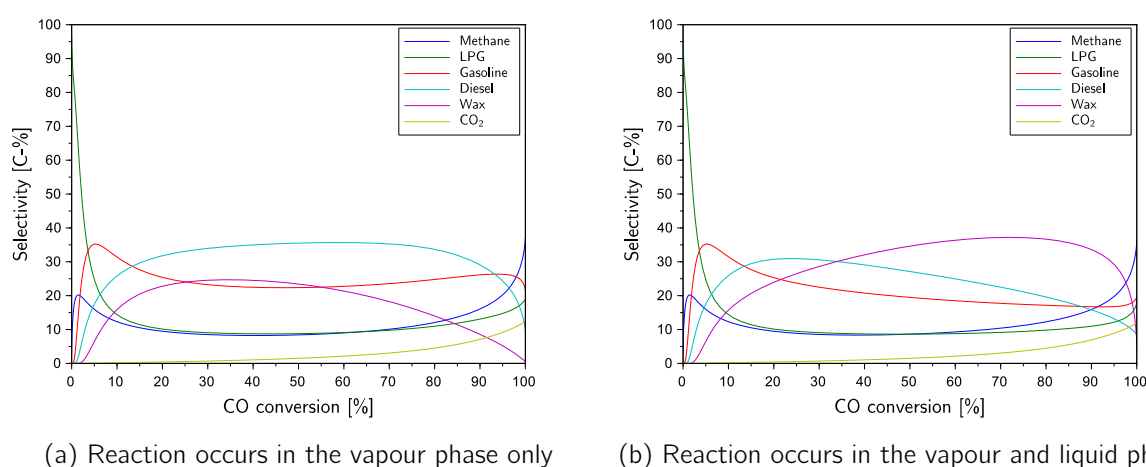 100
90
80
70
60
50
40
30
20
10
0
Selectivity [C-%]
0 10 20 30 40 50 60 70 80 90 100
CO conversion [%]
Methane
LPG
Gasoline
Diesel
Wax
CO₂
(a) Reaction occurs in the vapour phase only
100
90
80
70
60
50
40
30
20
10
0
Selectivity [C-%]
0 10 20 30 40 50 60 70 80 90 100
CO conversion [%]
Methane
LPG
Gasoline
Diesel
Wax
CO₂
(b) Reaction occurs in the vapour and liquid